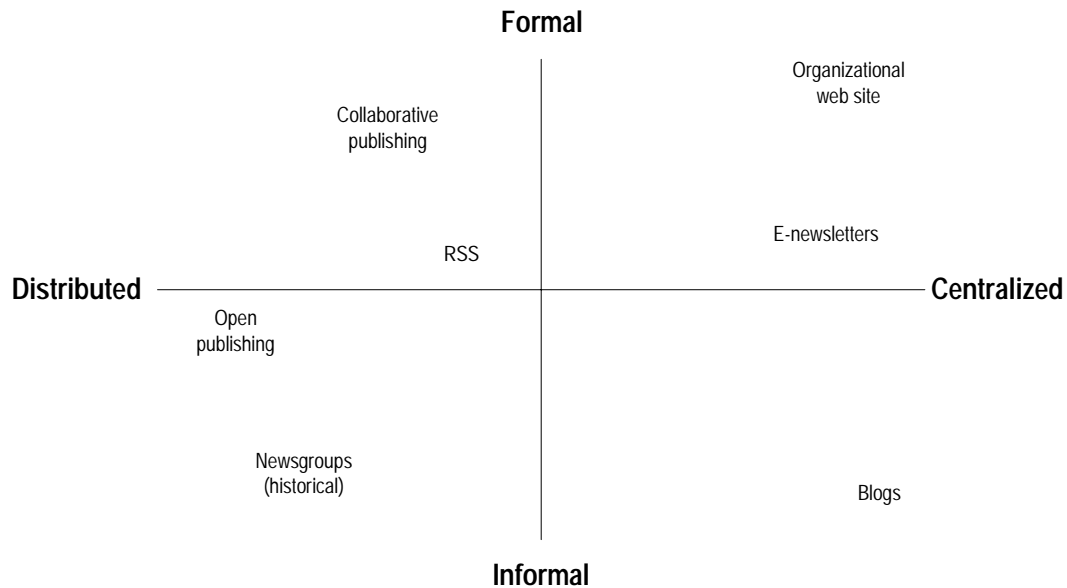 Formal
Organizational
web site
Collaborative
publishing
E-newsletters
RSS
Distributed
Centralized
Open
publishing
Newsgroups
(historical)
Blogs
Informal